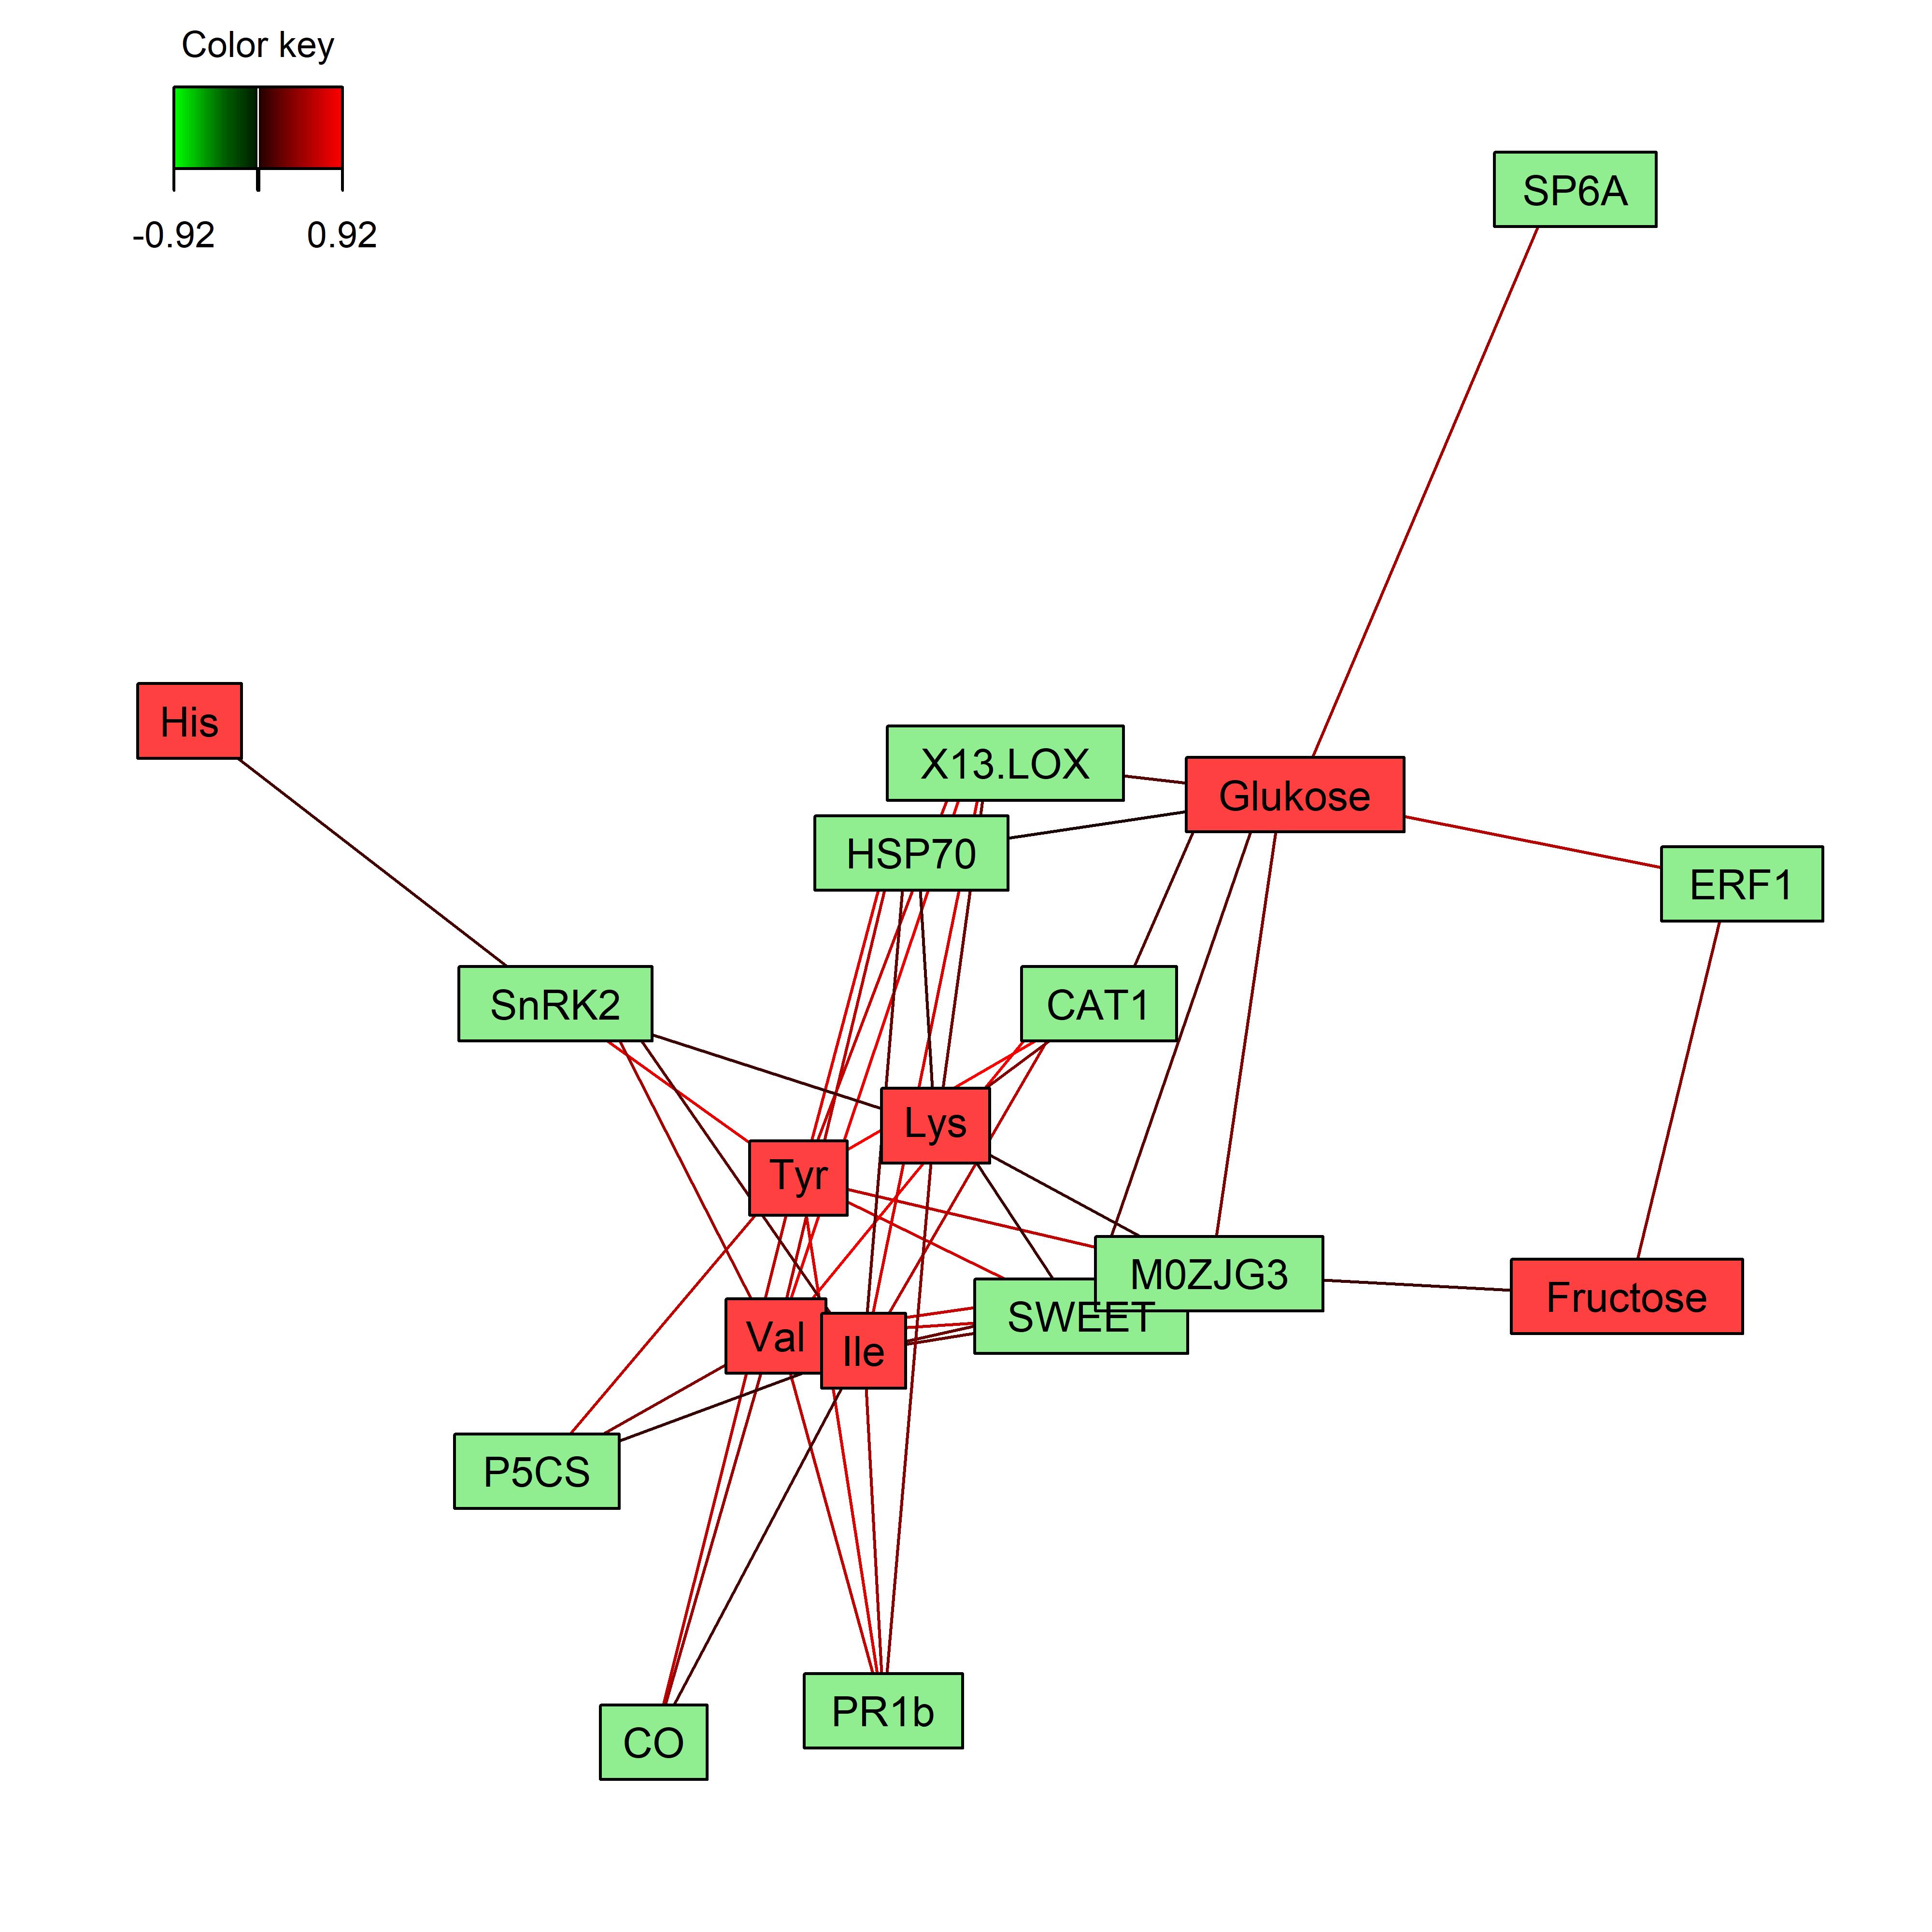 Color key
-0.92 0.92
SP6A
His
X13.LOX
Glukose
HSP70
ERF1
SnRK2
CAT1
Lys
Tyr
M0ZJG3
Fructose
SWEET
Val
Ile
P5CS
PR1b
CO